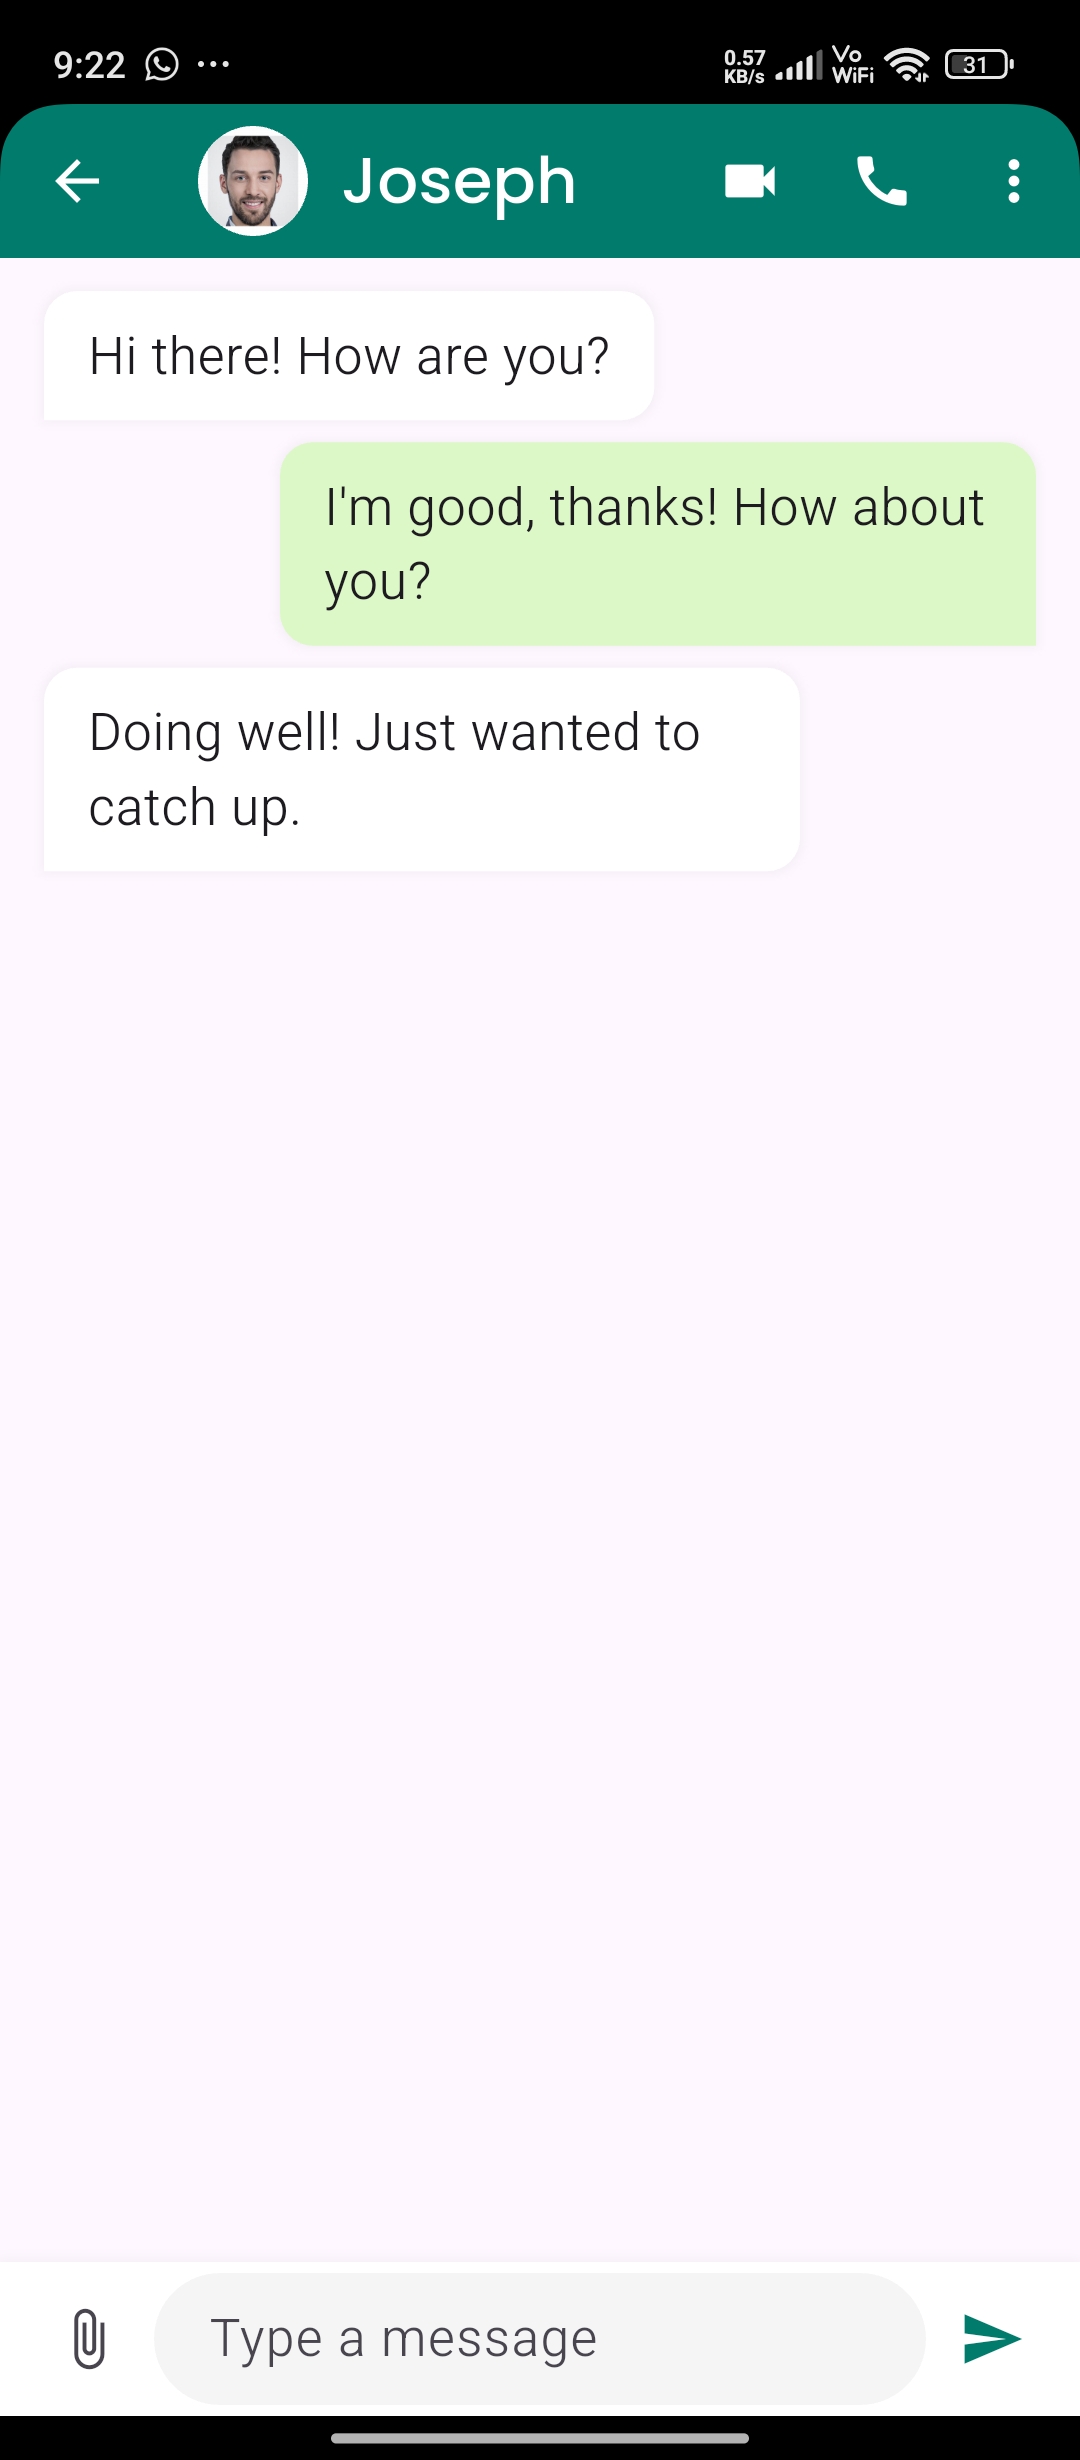 9:22
0.57
KB/s
Vo
WiFi
31
Joseph
Hi there! How are you?
I'm good, thanks! How about
you?
Doing well! Just wanted to
catch up.
Type a message